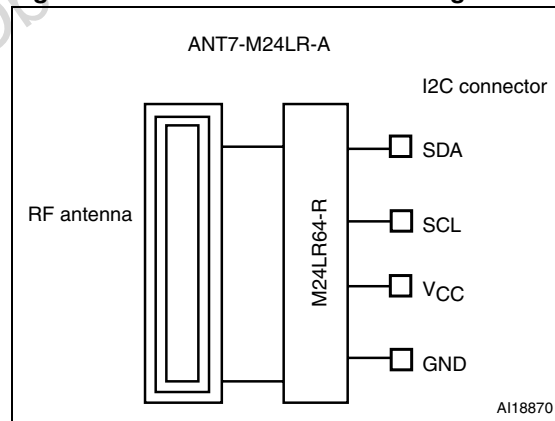 ANT7-M24LR-A
I2C connector
SDA
RF antenna
M24LR64-R
SCL
VCC
GND
AI18870